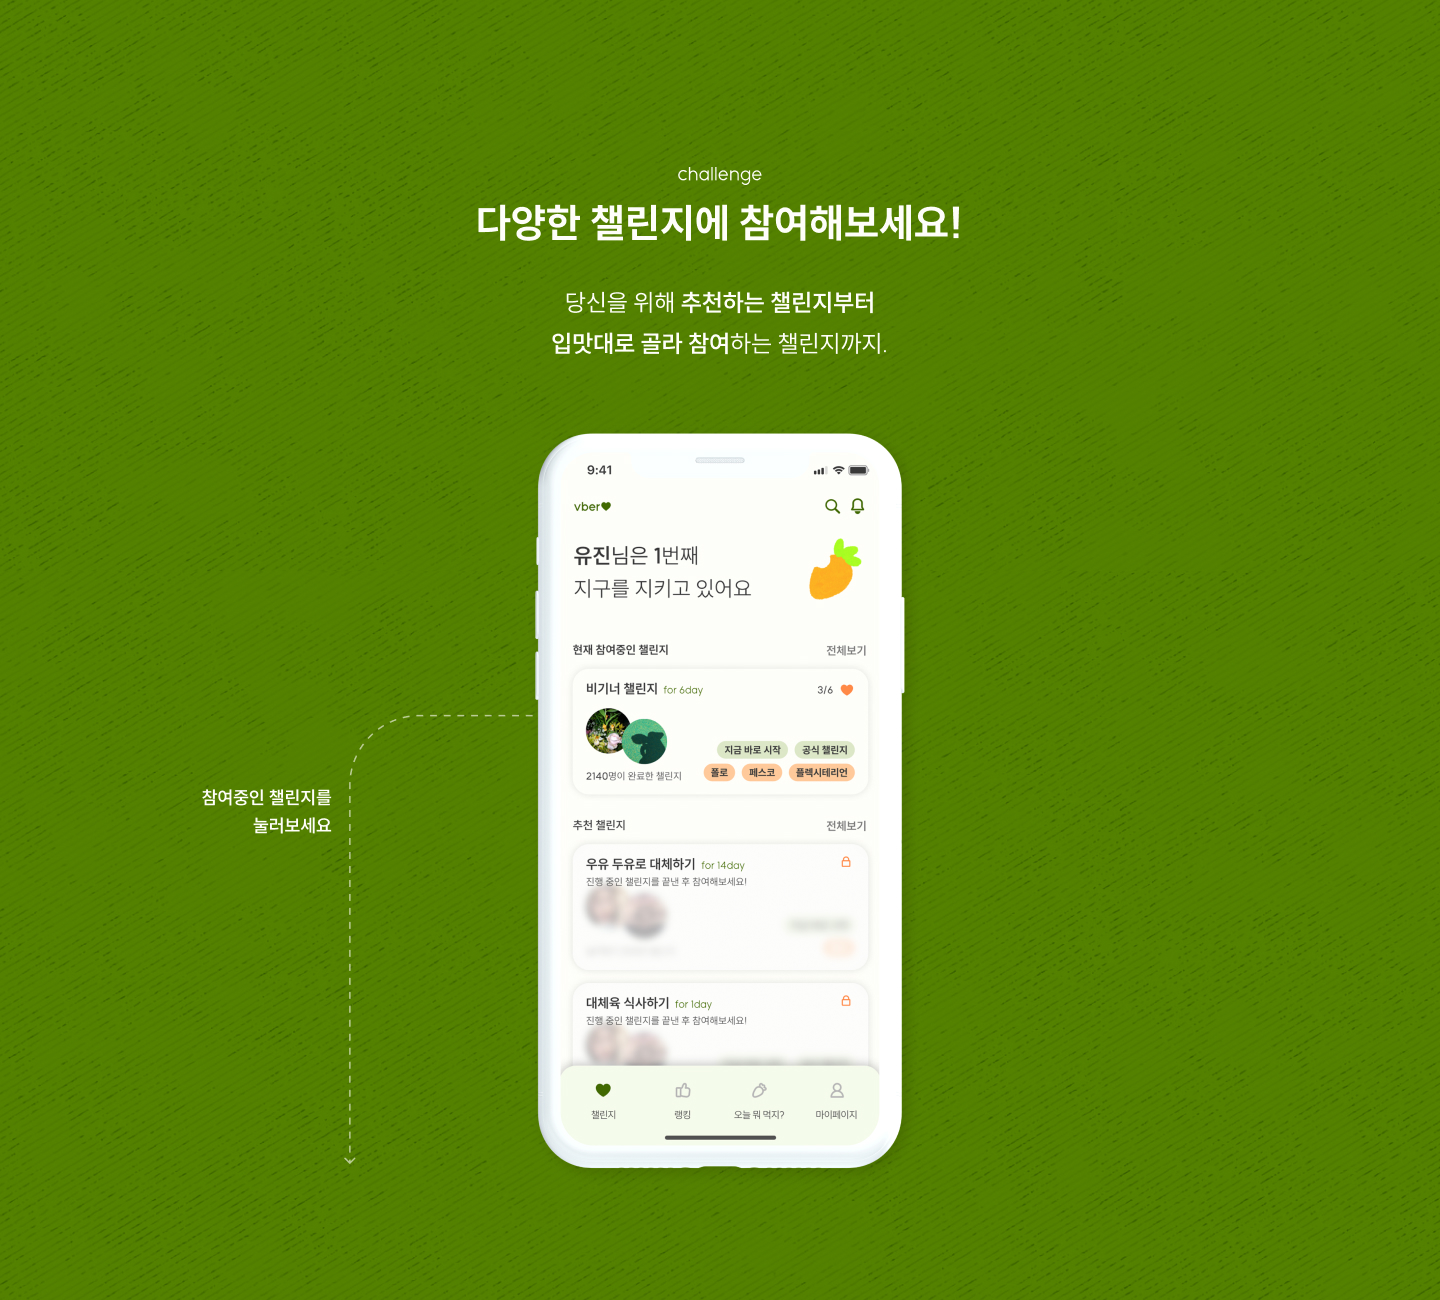 challenge
다양한 챌린지에 참여해보세요!
당신을 위해 추천하는 챌린지부터
입맛대로 골라 참여하는 챌린지까지.
9:41
vber
유진님은 1번째
지구를 지키고 있어요
현재 참여중인 챌린지 전체보기
비기너 챌린지 for 6day 3/6
지금 바로 시작 공식 챌린지
폴로 페스코 플렉시테리언
2140명이 완료한 챌린지
참여중인 챌린지를
눌러보세요
추천 챌린지 전체보기
우유 두유로 대체하기 for 14day
진행 중인 챌린지를 끝낸 후 참여해보세요!
대체육 식사하기 for 1day
진행 중인 챌린지를 끝낸 후 참여해보세요!
챌린지 랭킹 오늘 뭐 먹지? 마이페이지